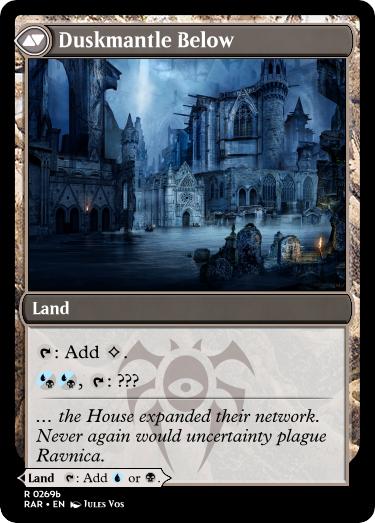 Duskmantle Below
Land
: Add .
, : ???
… the House expanded their network.
Never again would uncertainty plague
Ravnica.
Land : Add or .
R 0269b
RAR • EN Jules Vos